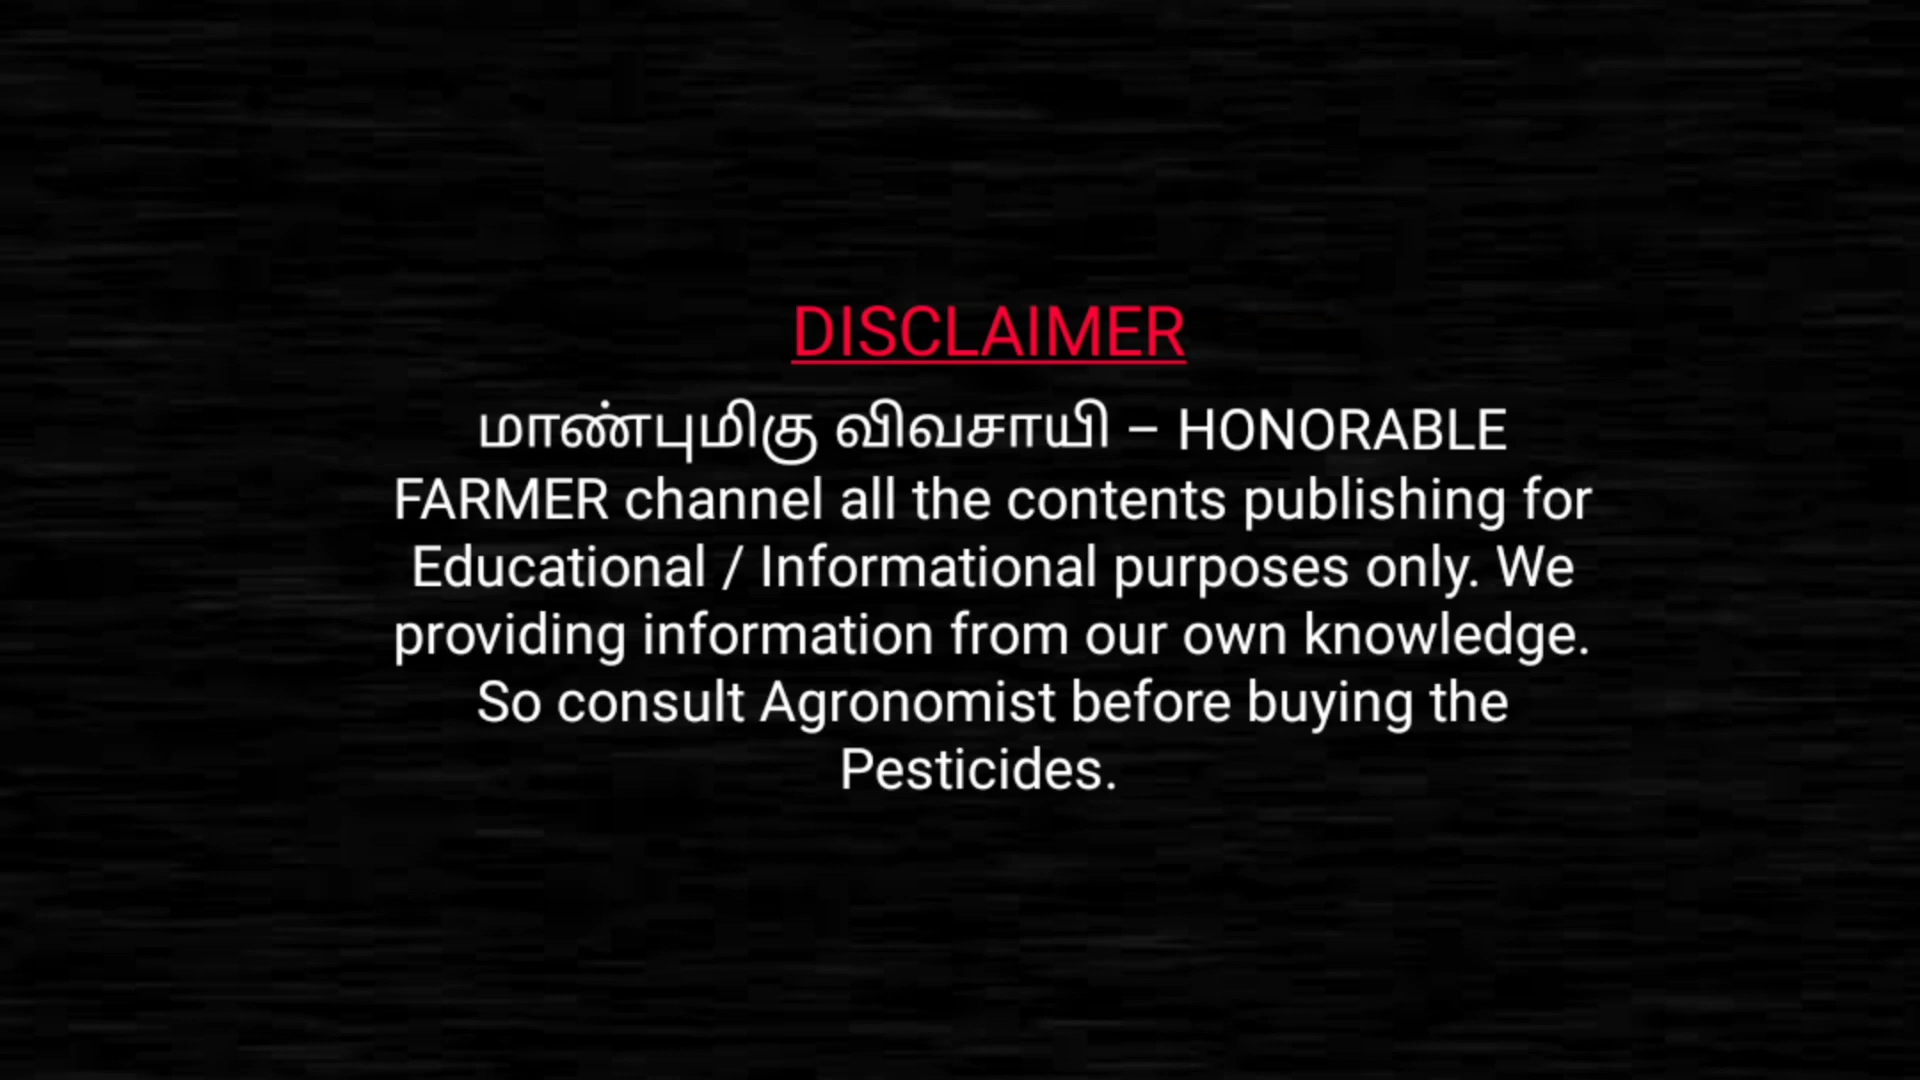 DISCLAIMER
மாண்புமிகு விவசாயி – HONORABLE
FARMER channel all the contents publishing for
Educational / Informational purposes only. We
providing information from our own knowledge.
So consult Agronomist before buying the
Pesticides.